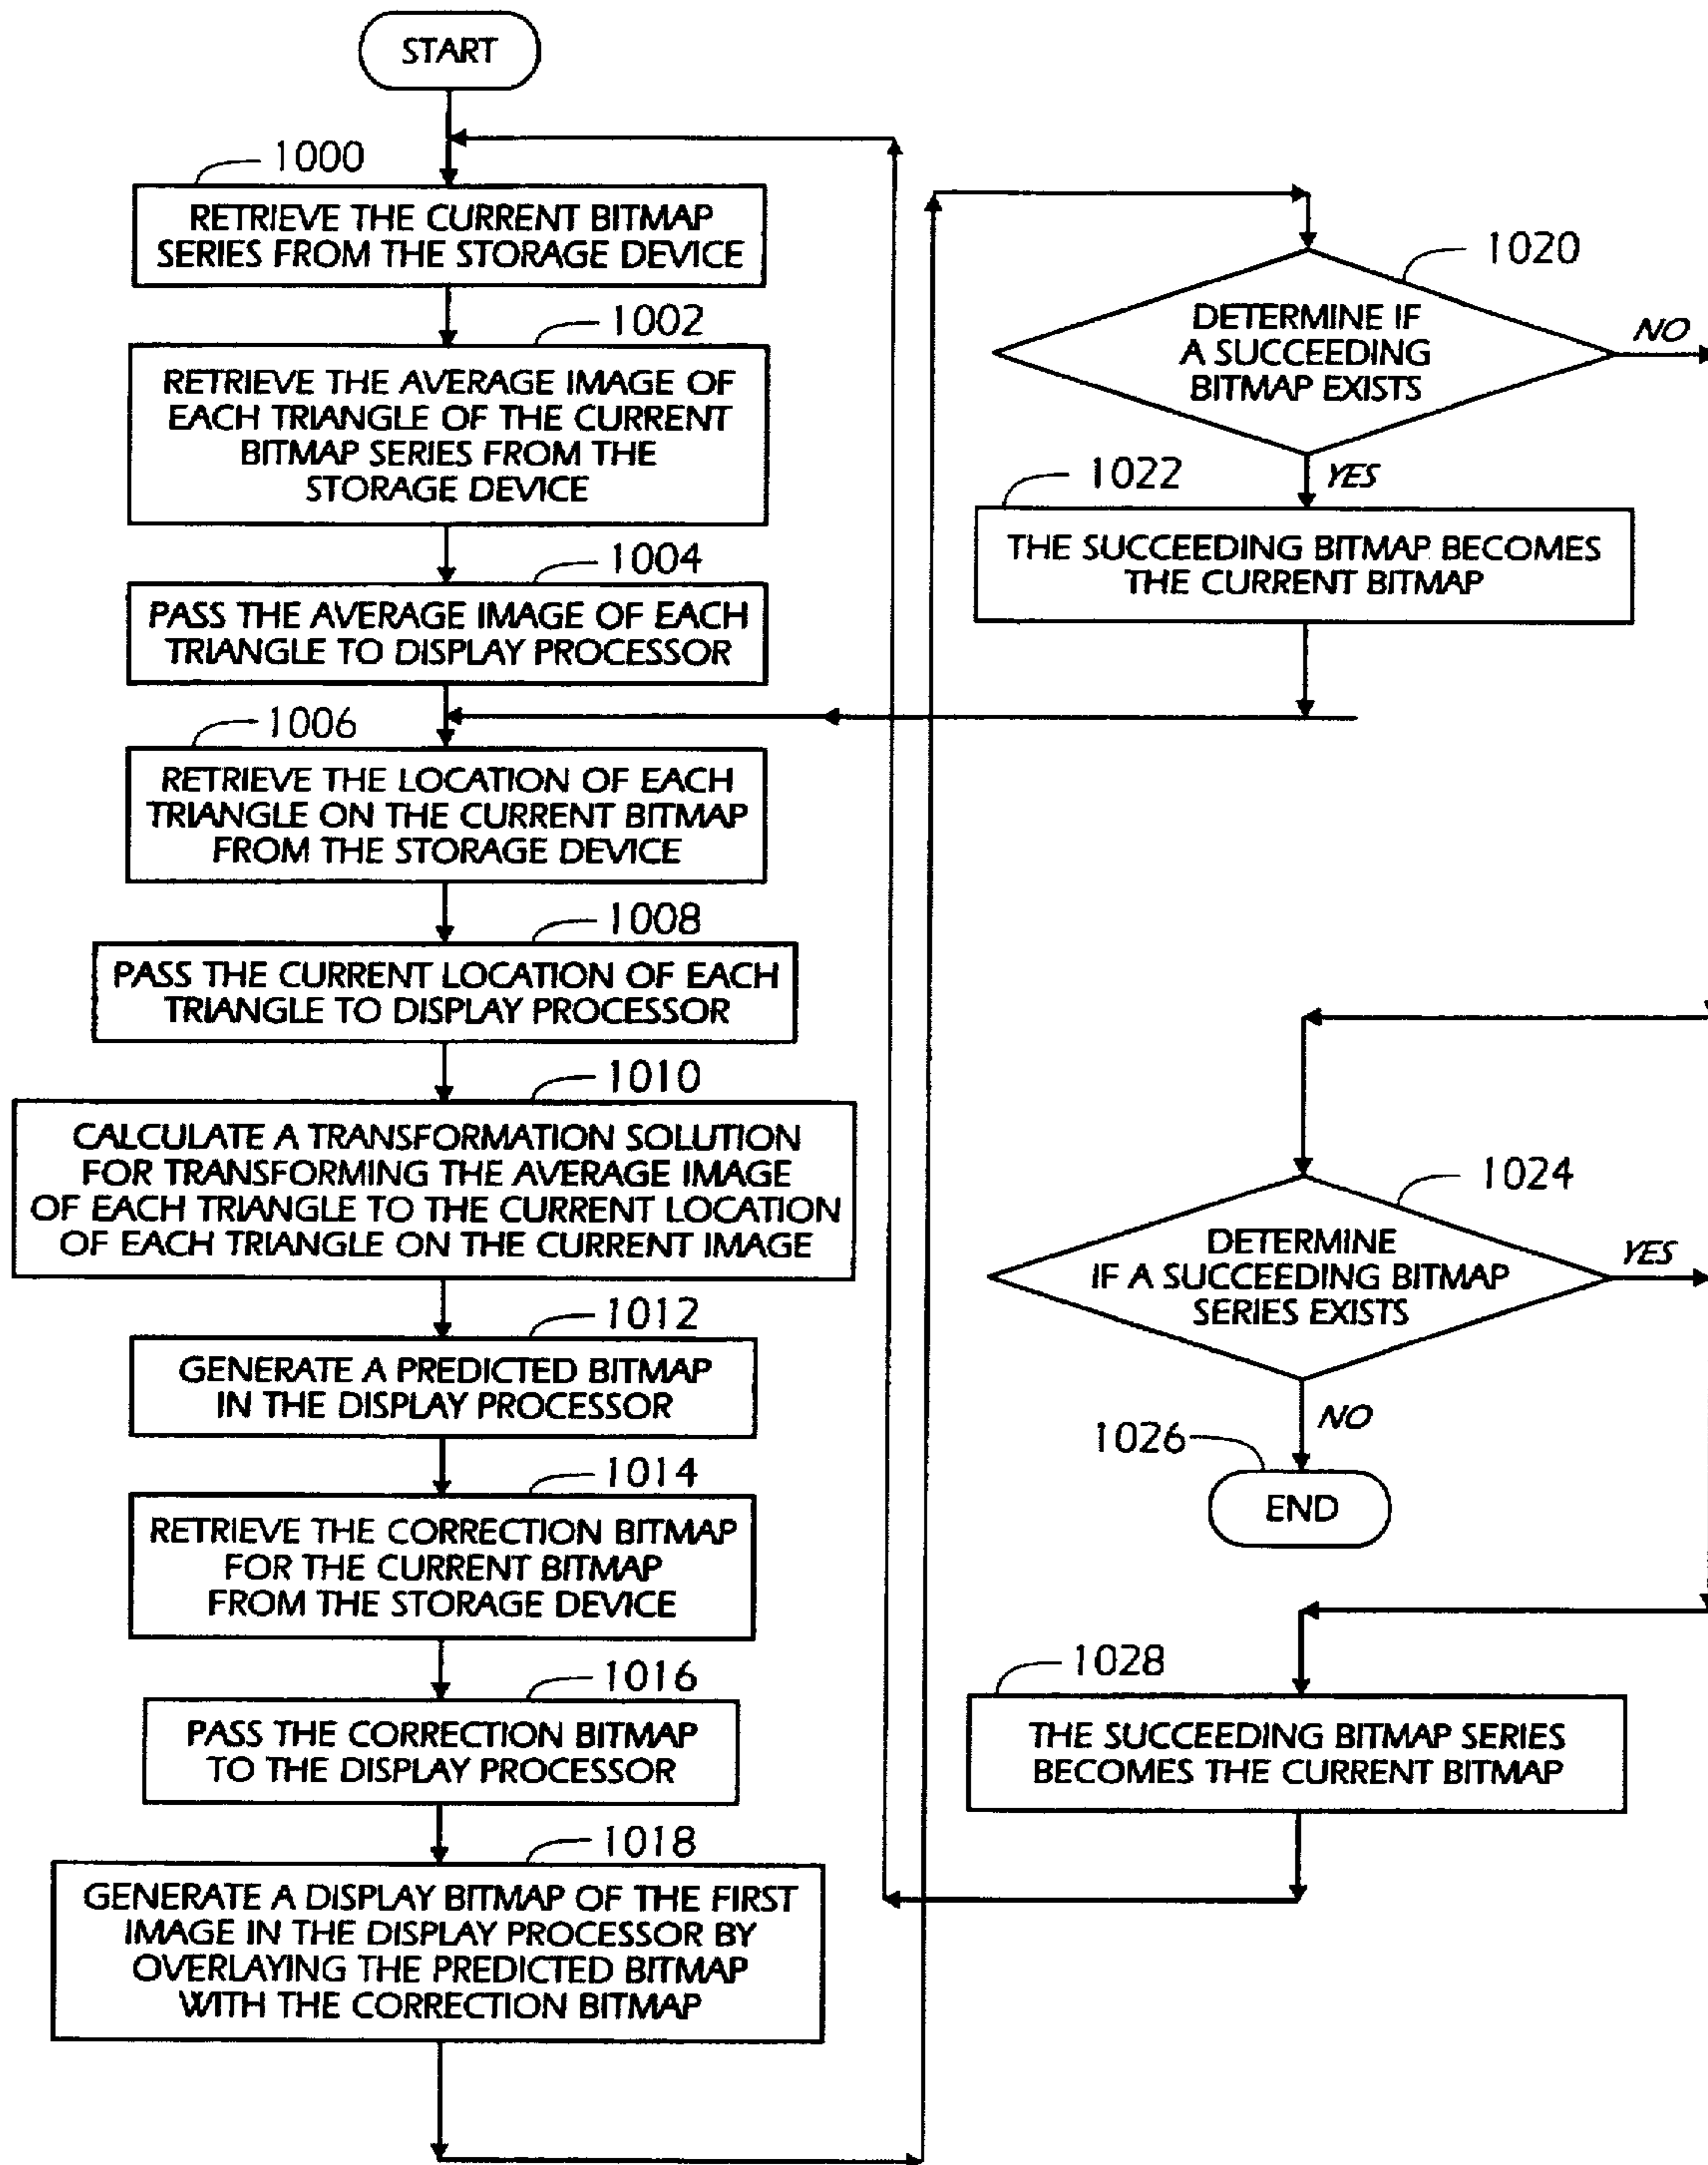 START
1000
RETRIEVE THE CURRENT BITMAP
SERIES FROM THE STORAGE DEVICE
1002
RETRIEVE THE AVERAGE IMAGE OF
EACH TRIANGLE OF THE CURRENT
BITMAP SERIES FROM THE
STORAGE DEVICE
1004
PASS THE AVERAGE IMAGE OF EACH
TRIANGLE TO DISPLAY PROCESSOR
1006
RETRIEVE THE LOCATION OF EACH
TRIANGLE ON THE CURRENT BITMAP
FROM THE STORAGE DEVICE
1008
PASS THE CURRENT LOCATION OF EACH
TRIANGLE TO DISPLAY PROCESSOR
1010
CALCULATE A TRANSFORMATION SOLUTION
FOR TRANSFORMING THE AVERAGE IMAGE
OF EACH TRIANGLE TO THE CURRENT LOCATION
OF EACH TRIANGLE ON THE CURRENT IMAGE
1012
GENERATE A PREDICTED BITMAP
IN THE DISPLAY PROCESSOR
1014
RETRIEVE THE CORRECTION BITMAP
FOR THE CURRENT BITMAP
FROM THE STORAGE DEVICE
1016
PASS THE CORRECTION BITMAP
TO THE DISPLAY PROCESSOR
1018
GENERATE A DISPLAY BITMAP OF THE FIRST
IMAGE IN THE DISPLAY PROCESSOR BY
OVERLAYING THE PREDICTED BITMAP
WITH THE CORRECTION BITMAP
1020
DETERMINE IF
A SUCCEEDING
BITMAP EXISTS
NO
YES
1022
THE SUCCEEDING BITMAP BECOMES
THE CURRENT BITMAP
1024
DETERMINE
IF A SUCCEEDING BITMAP
SERIES EXISTS
YES
NO
1026
END
1028
THE SUCCEEDING BITMAP SERIES
BECOMES THE CURRENT BITMAP